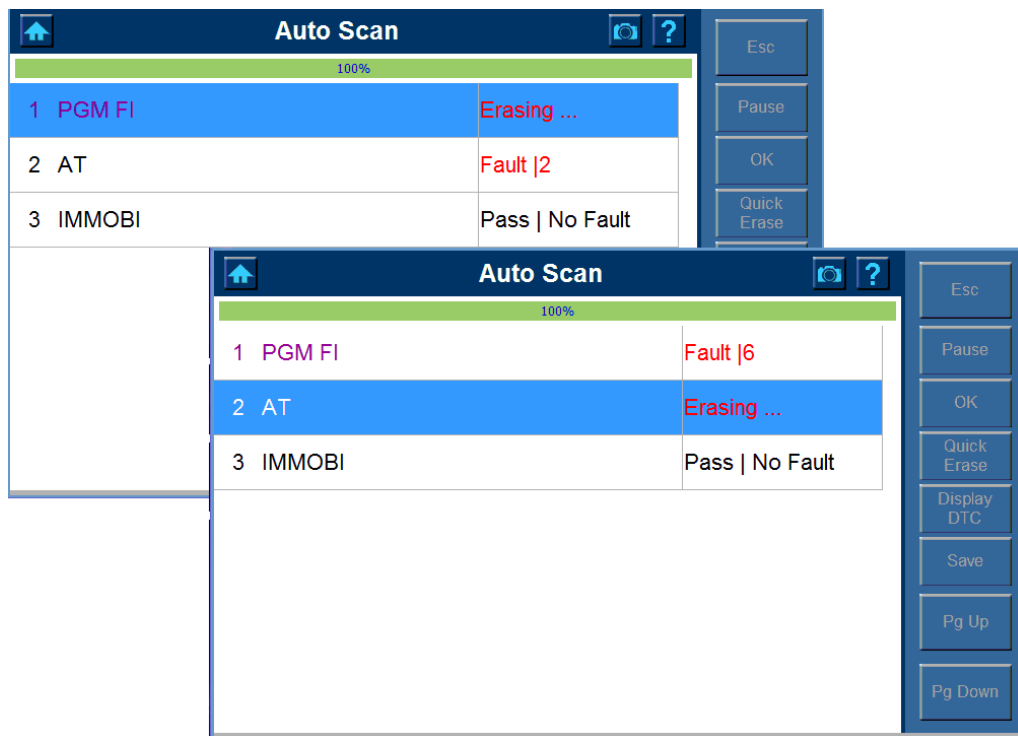 Auto Scan
?
Esc
100%
Pause
1 PGM FI
Erasing ...
2 AT
Fault |2
OK
3 IMMOBI
Pass | No Fault
Quick
Erase
Auto Scan
?
Esc
100%
1 PGM FI
Fault |6
Pause
2 AT
Erasing ...
OK
3 IMMOBI
Pass | No Fault
Quick
Erase
Display
DTC
Save
Pg Up
Pg Down